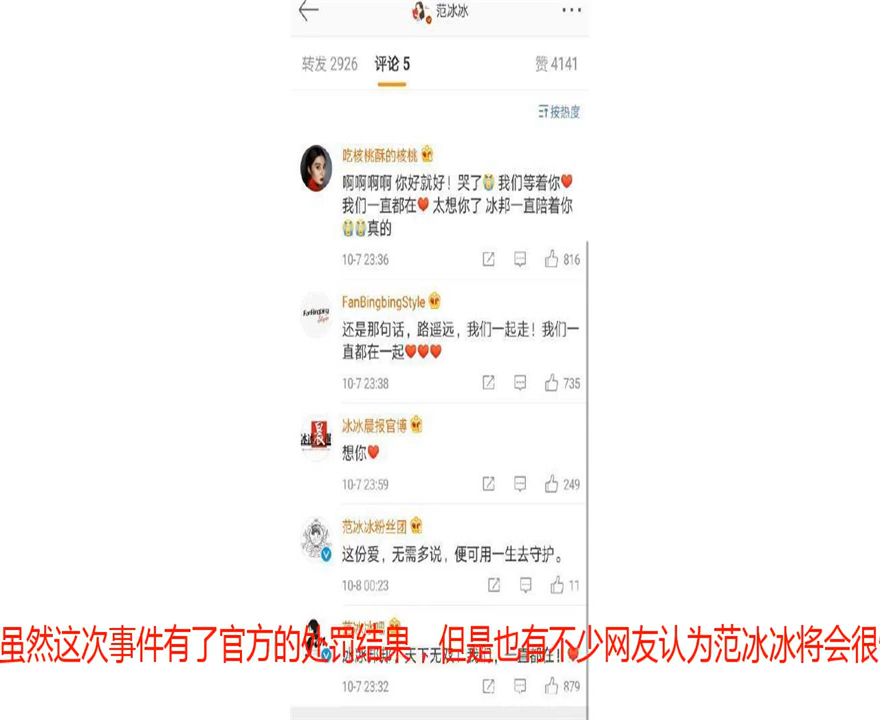 范冰冰
转发 2926 评论 5 赞 4141
按热度
吃核桃酥的核桃
啊啊啊啊 你好就好！哭了 我们等着你
我们一直都在 太想你了 冰邦一直陪着你
真的
10-7 23:36 816
FanBingbingStyle
FanBingbing
Style
还是那句话，路遥远，我们一起走！我们一
直都在一起
10-7 23:38 735
冰冰晨报官博
想你
10-7 23:59 249
范冰冰粉丝团
这份爱，无需多说，便可用一生去守护。
10-8 00:23 11
虽然这次事件有了官方的处罚结果，但是也有不少网友认为范冰冰将会很
10-7 23:32 879